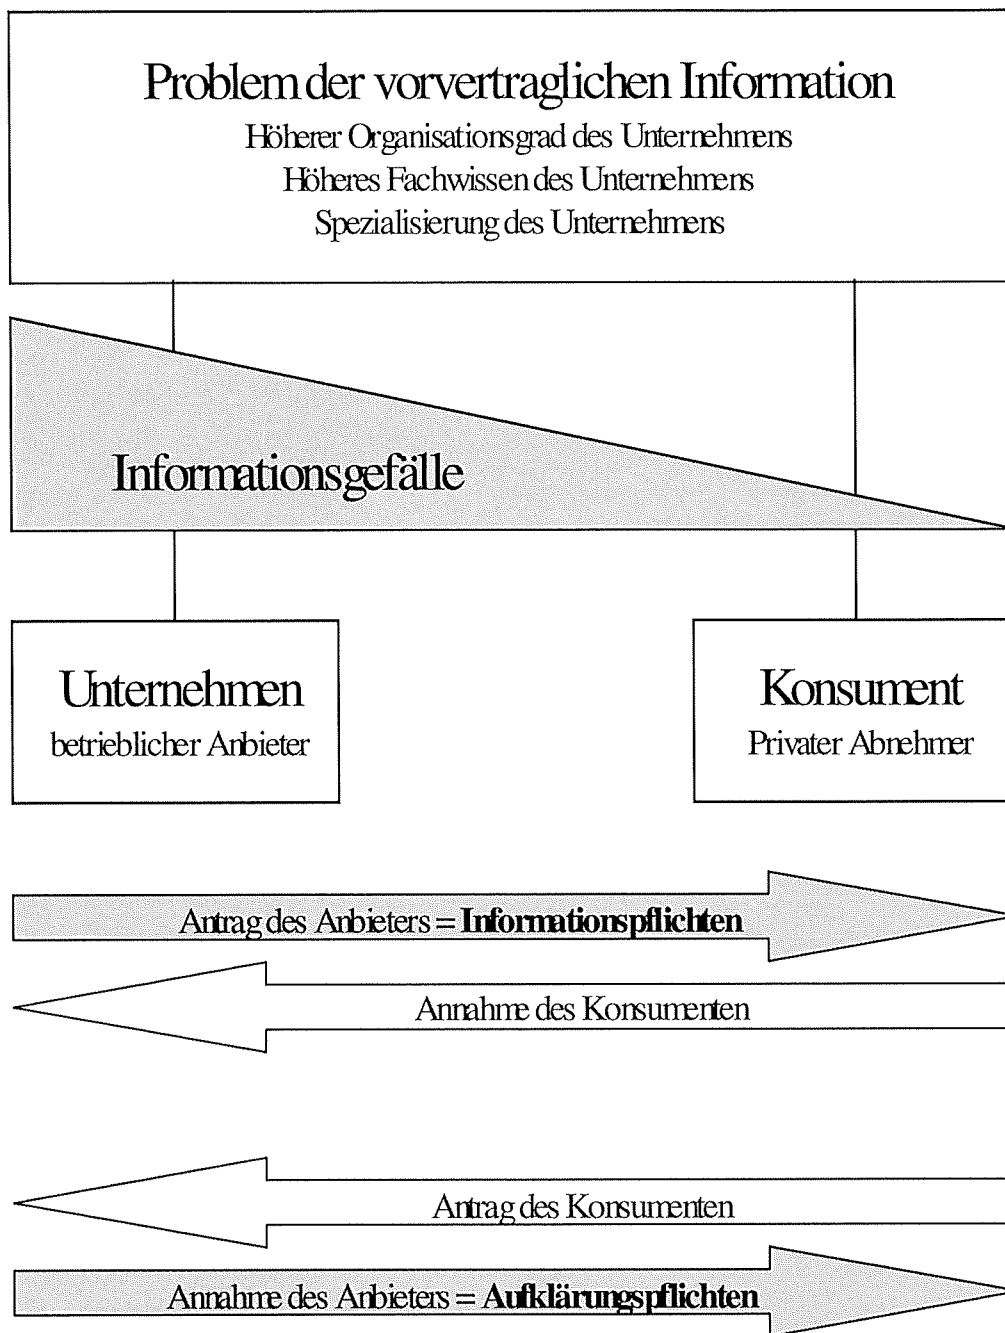 Problem der vorvertraglichen Information
Höherer Organisationsgrad des Unternehmens
Höheres Fachwissen des Unternehmens
Spezialisierung des Unternehmens
Informationsgefälle
Unternehmen
betrieblicher Anbieter
Konsument
Privater Abnehmer
Antrag des Anbieters = Informationspflichten
Annahme des Konsumenten
Antrag des Konsumenten
Annahme des Anbieters = Aufklärungspflichten